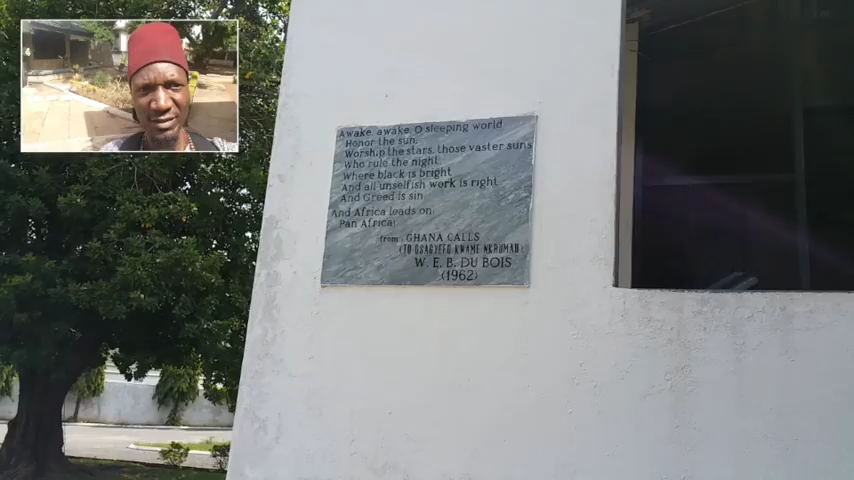 Awake, awake, O sleeping world
Honor the sun.
Worship the stars, those vaster suns
Who rule the night.
Where black is bright
And all unselfish work is right
And Greed is sin
And Africa leads on
Pan Africa!
from: GHANA CALLS
(TO OSAGYEFO KWAME NKRUMAH)
W. E. B. DU BOIS
(1962)